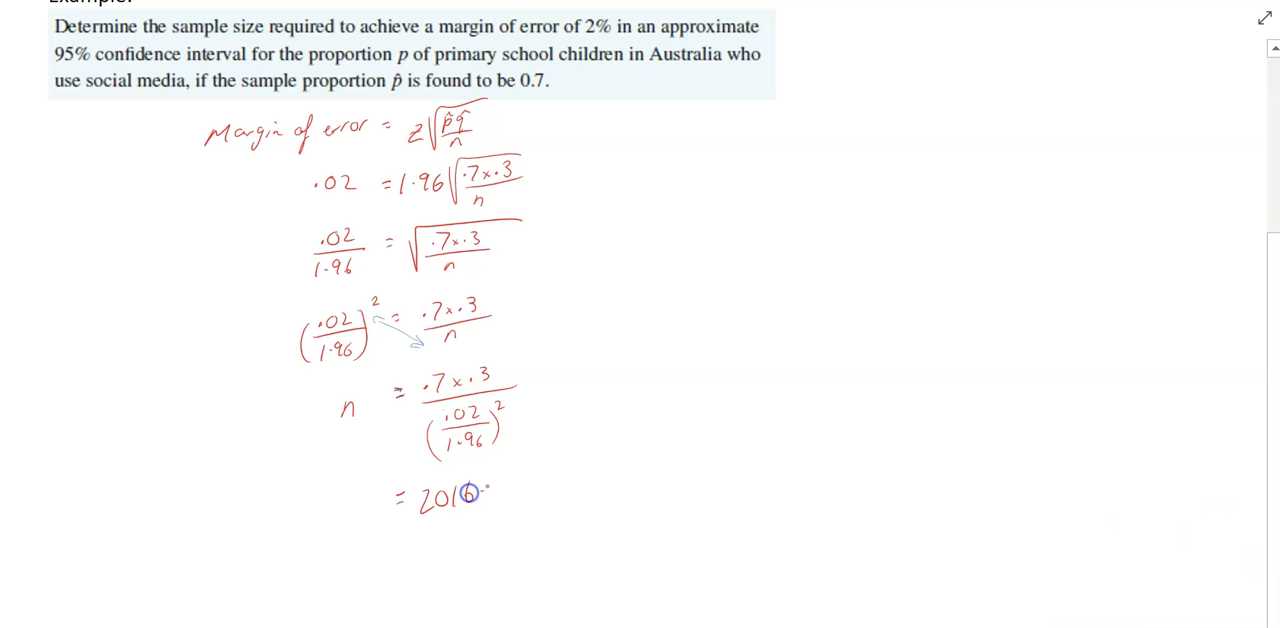 Example:
Determine the sample size required to achieve a margin of error of 2% in an approximate
95% confidence interval for the proportion p of primary school children in Australia who
use social media, if the sample proportion p̂ is found to be 0.7.
Margin of error = z√(p̂q̂/n)
.02 = 1.96√(.7×.3/n)
.02/1.96 = √(.7×.3/n)
(.02/1.96)² = .7×.3/n
n = .7×.3/(.02/1.96)²
= 2016.